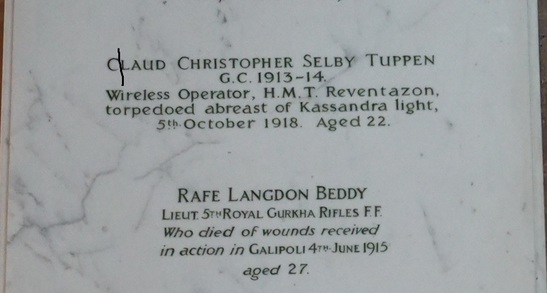 CLAUD CHRISTOPHER SELBY TUPPEN
G.C. 1913-14.
Wireless Operator, H.M.T. Reventazon,
torpedoed abreast of Kassandra light,
5th. October 1918. Aged 22.
RAFE LANGDON BEDDY
LIEUT. 5TH ROYAL GURKHA RIFLES F.F.
Who died of wounds received
in action in GALIPOLI 4TH JUNE 1915
aged 27.